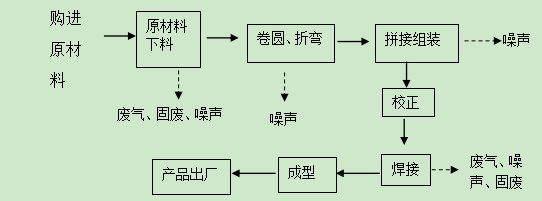 购进
原材
料
原材料
下料
卷圆、折弯
拼接组装
噪声
废气、固废、噪声
噪声
校正
焊接
废气、噪
声、固废
成型
产品出厂